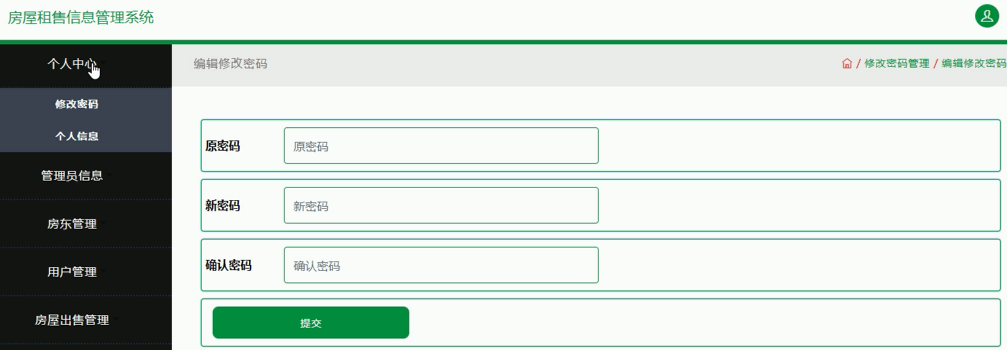 房屋租售信息管理系统
个人中心
修改密码
个人信息
管理员信息
房东管理
用户管理
房屋出售管理
编辑修改密码
/ 修改密码管理 / 编辑修改密码
原密码 原密码
新密码 新密码
确认密码 确认密码
提交